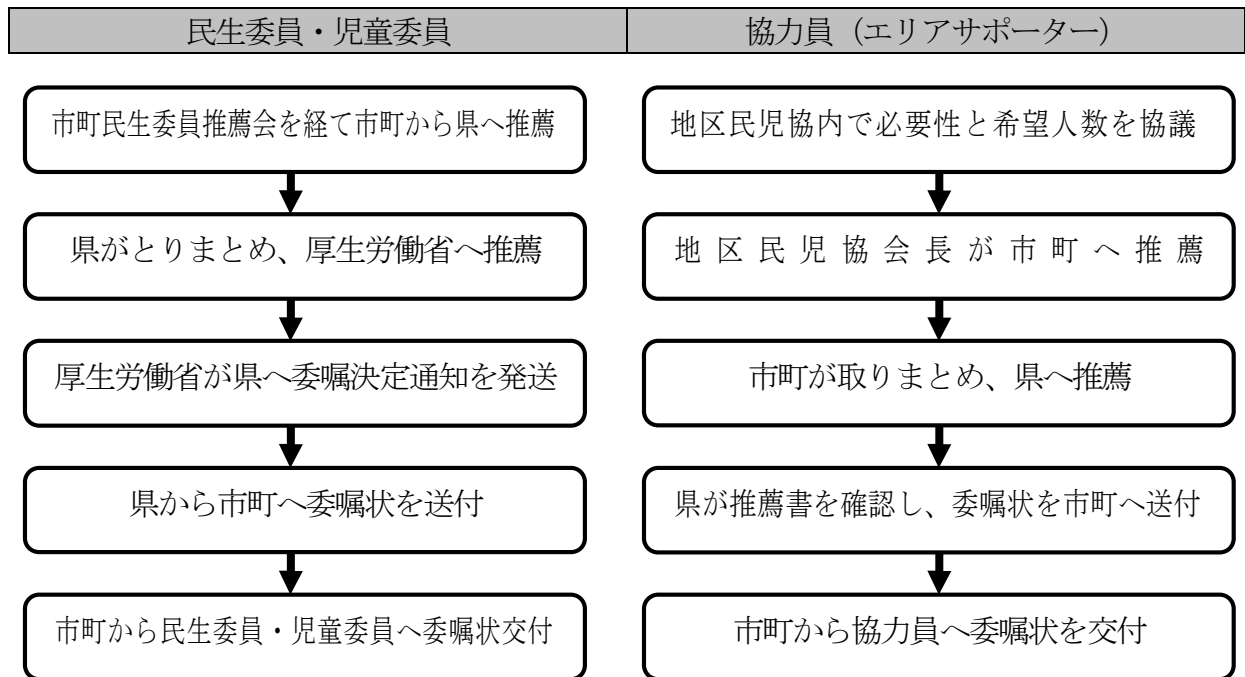 民生委員・児童委員
協力員（エリアサポーター）
市町民生委員推薦会を経て市町から県へ推薦
県がとりまとめ、厚生労働省へ推薦
厚生労働省が県へ委嘱決定通知を発送
県から市町へ委嘱状を送付
市町から民生委員・児童委員へ委嘱状交付
地区民児協内で必要性と希望人数を協議
地区民児協会長が市町へ推薦
市町が取りまとめ、県へ推薦
県が推薦書を確認し、委嘱状を市町へ送付
市町から協力員へ委嘱状を交付